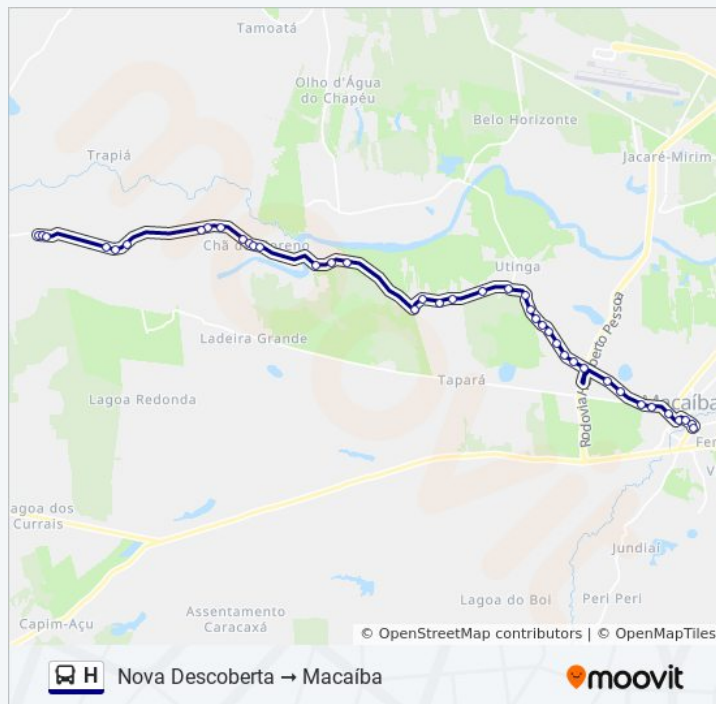 Tamoatá
Olho d'Água
do Chapéu
Belo Horizonte
Trapiá
Jacaré-Mirim
Utinga
Ladeira Grande
Tapará
Lagoa Redonda
Macaíba
Rodovia
Pessoa
Fer
agoa dos
Currais
Jundiaí
Lagoa do Boi
Peri Peri
Assentamento
Caracaxá
Capim-Açu
© OpenStreetMap contributors | © OpenMapTiles
H Nova Descoberta → Macaíba
moovit